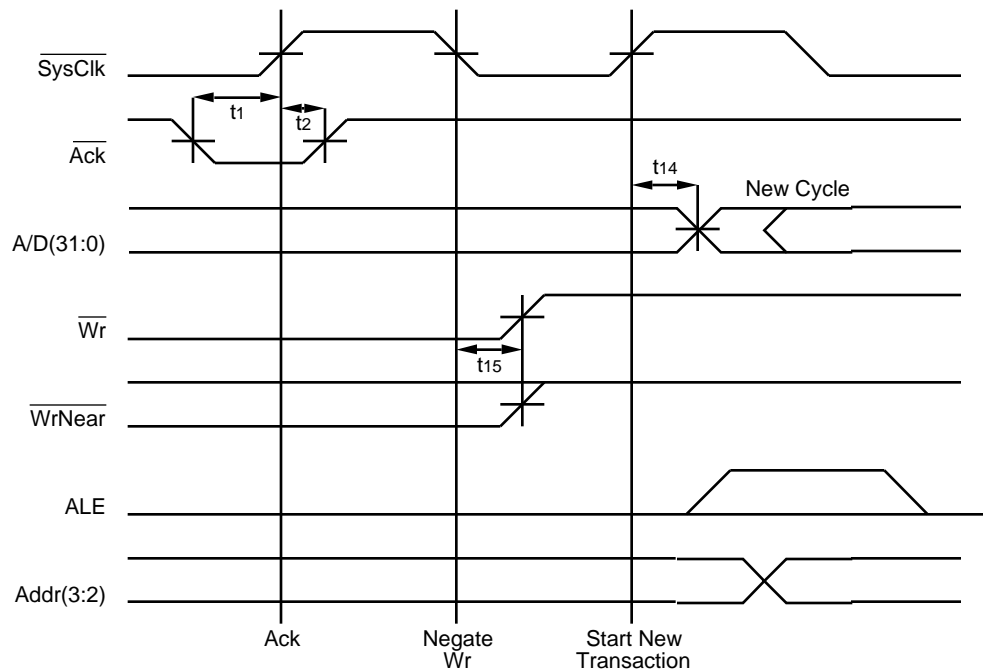 SysClk
t1
t2
Ack
t14
New Cycle
A/D(31:0)
Wr
t15
WrNear
ALE
Addr(3:2)
Ack
Negate
Wr
Start New
Transaction